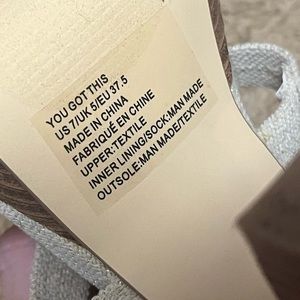 YOU GOT THIS
US 7/UK 5/EU 37.5
MADE IN CHINA
FABRIQUÉ EN CHINE
UPPER:TEXTILE
INNER LINING/SOCK:MAN MADE
OUTSOLE:MAN MADE/TEXTILE